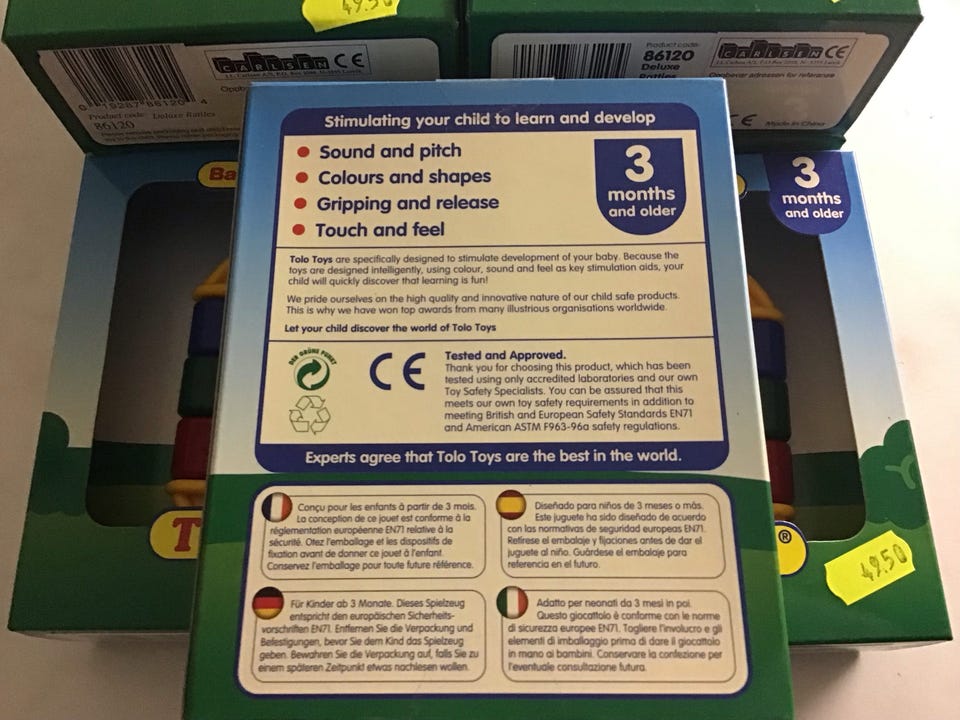 49.50
CARLSEN CE
0 19287 86120 4
Product code: Deluxe Rattles
86120
Product code:
86120
Deluxe
Rattles
CARLSEN CE
Oppbevar adressen for referanse
CE Made in China
Ba
3
months
and older
Stimulating your child to learn and develop
Sound and pitch
Colours and shapes
Gripping and release
Touch and feel
3
months
and older
Tolo Toys are specifically designed to stimulate development of your baby. Because the
toys are designed intelligently, using colour, sound and feel as key stimulation aids, your
child will quickly discover that learning is fun!
We pride ourselves on the high quality and innovative nature of our child safe products.
This is why we have won top awards from many illustrious organisations worldwide.
Let your child discover the world of Tolo Toys
DER GRÜNE PUNKT
CE
Tested and Approved.
Thank you for choosing this product, which has been
tested using only accredited laboratories and our own
Toy Safety Specialists. You can be assured that this
meets our own toy safety requirements in addition to
meeting British and European Safety Standards EN71
and American ASTM F963-96a safety regulations.
Experts agree that Tolo Toys are the best in the world.
Conçu pour les enfants à partir de 3 mois.
La conception de ce jouet est conforme à la
réglementation européenne EN71 relative à la
sécurité. Otez l'emballage et les dispositifs de
fixation avant de donner ce jouet à l'enfant.
Conservez l'emballage pour toute future référence.
Diseñado para niños de 3 meses o más.
Este juguete ha sido diseñado de acuerdo
con las normativas de seguridad europeas EN71.
Retírese el embalaje y fijaciones antes de dar el
juguete al niño. Guárdese el embalaje para
referencia en el futuro.
Für Kinder ab 3 Monate. Dieses Spielzeug
entspricht den europäischen Sicherheits-
vorschriften EN71. Entfernen Sie die Verpackung und
Befestigungen, bevor Sie dem Kind das Spielzeug
geben. Bewahren Sie die Verpackung auf, falls Sie zu
einem späteren Zeitpunkt etwas nachlesen wollen.
Adatto per neonati da 3 mesi in poi.
Questo giocattolo è conforme con le norme
di sicurezza europee EN71. Togliere l'involucro e gli
elementi di imballaggio prima di dare il giocattolo
in mano ai bambini. Conservare la confezione per
l'eventuale consultazione futura.
T
®
49.50